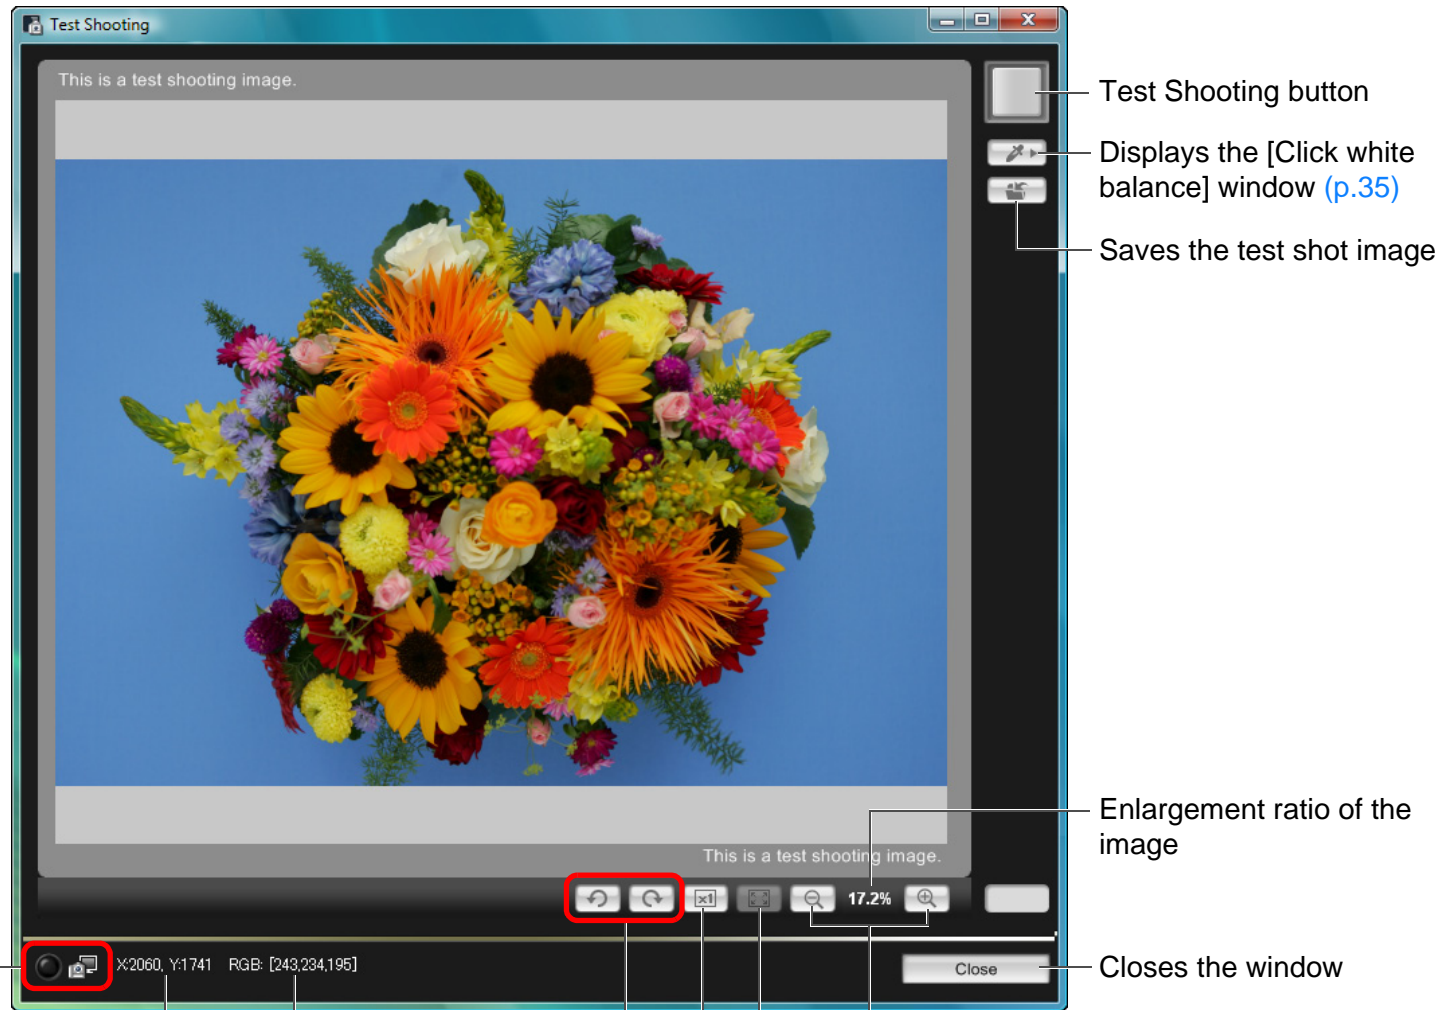 Test Shooting
This is a test shooting image.
Test Shooting button
Displays the [Click white
balance] window (p.35)
Saves the test shot image
Enlargement ratio of the
image
This is a test shooting image.
x1
17.2%
X:2060, Y:1741 RGB: [243,234,195]
Close
Closes the window